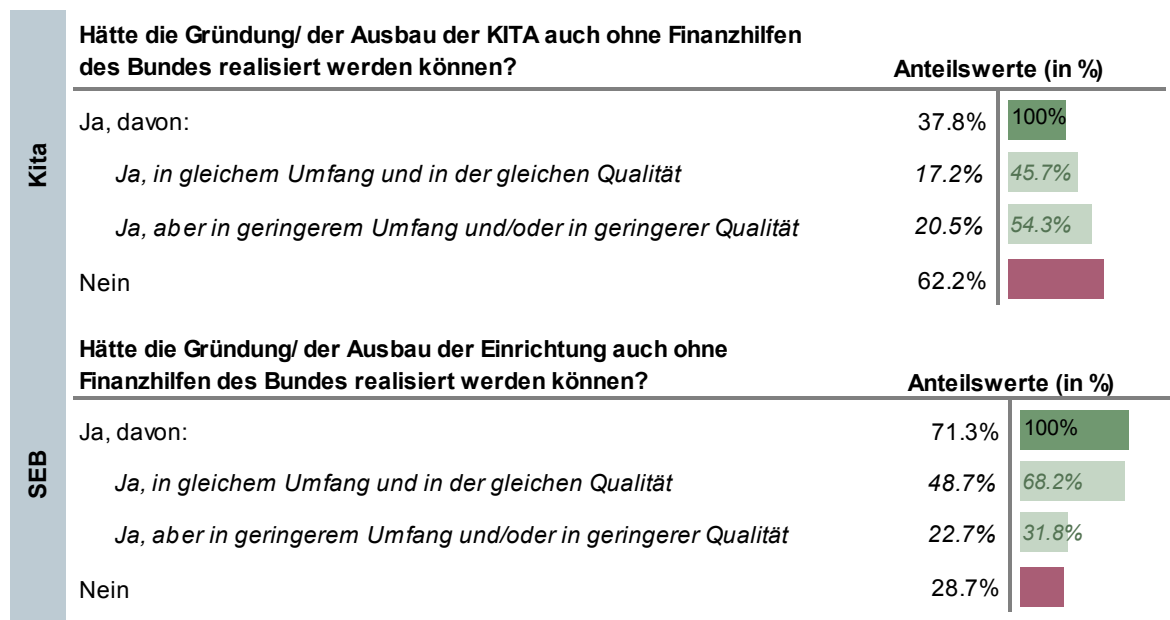 Kita
Hätte die Gründung/ der Ausbau der KITA auch ohne Finanzhilfen
des Bundes realisiert werden können?
Anteilswerte (in %)
Ja, davon: 37.8% 100%
Ja, in gleichem Umfang und in der gleichen Qualität 17.2% 45.7%
Ja, aber in geringerem Umfang und/oder in geringerer Qualität 20.5% 54.3%
Nein 62.2%
SEB
Hätte die Gründung/ der Ausbau der Einrichtung auch ohne
Finanzhilfen des Bundes realisiert werden können?
Anteilswerte (in %)
Ja, davon: 71.3% 100%
Ja, in gleichem Umfang und in der gleichen Qualität 48.7% 68.2%
Ja, aber in geringerem Umfang und/oder in geringerer Qualität 22.7% 31.8%
Nein 28.7%